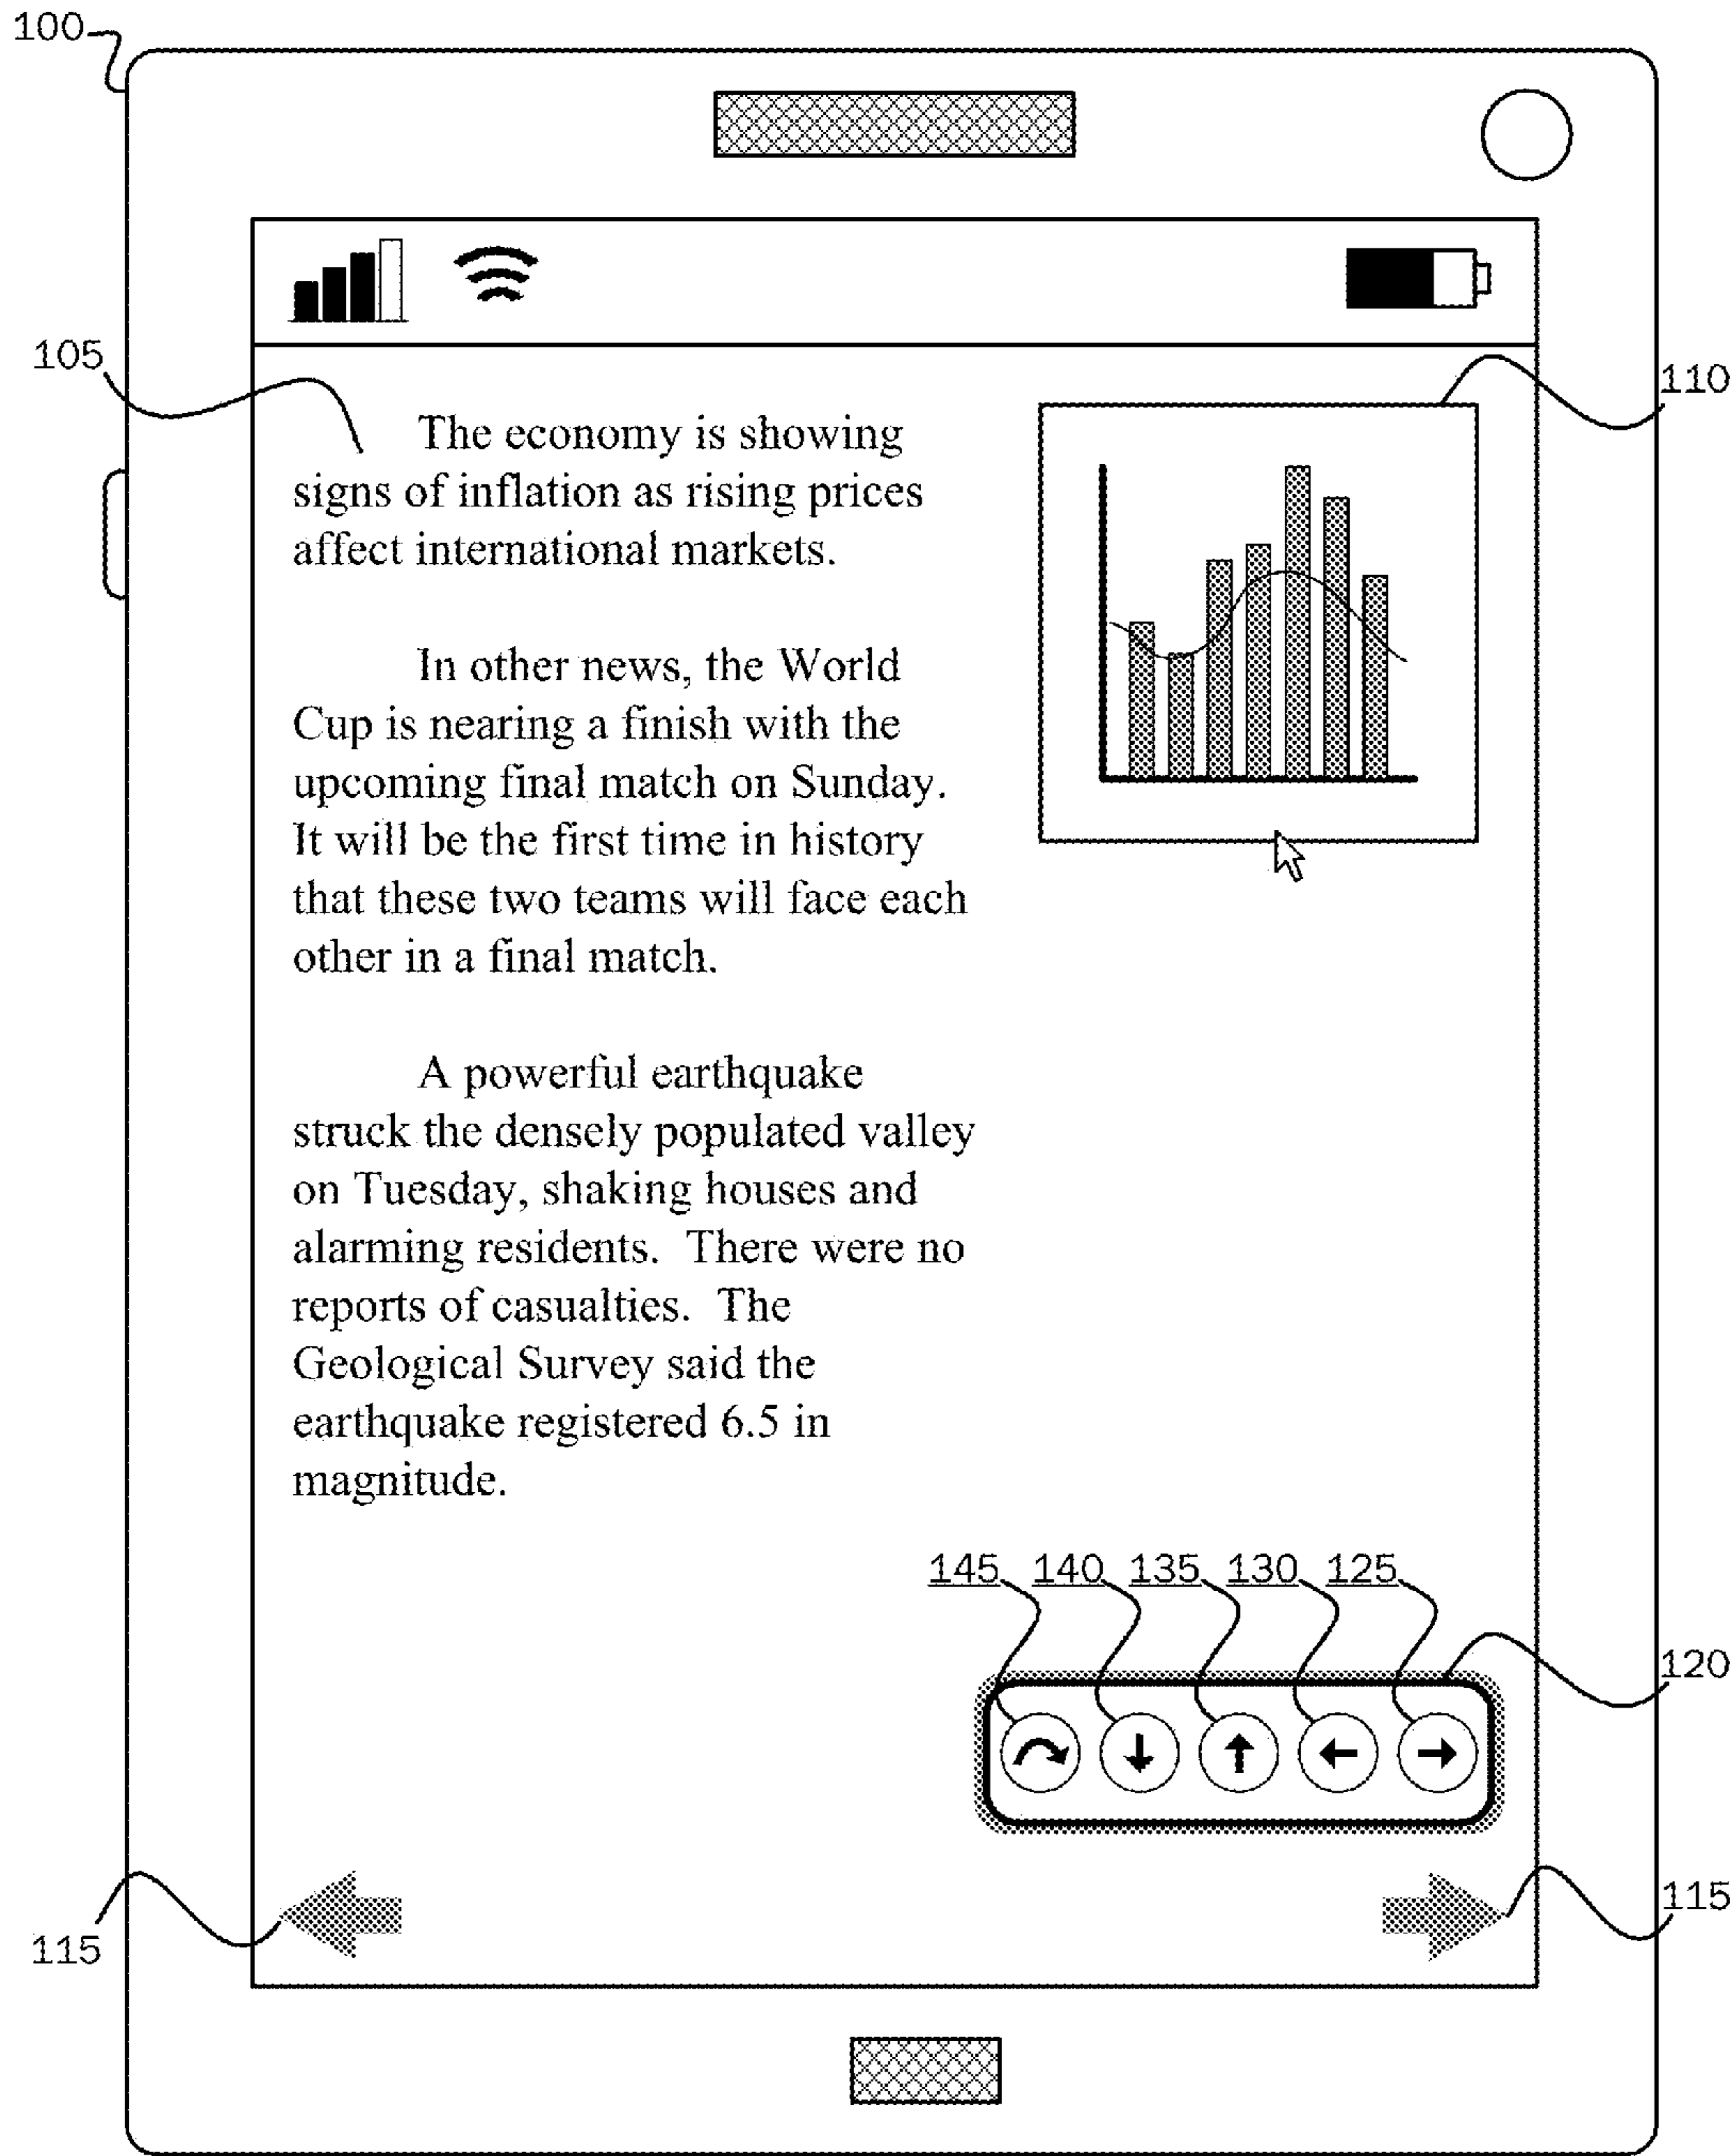 100
105
110
The economy is showing
signs of inflation as rising prices
affect international markets.
In other news, the World
Cup is nearing a finish with the
upcoming final match on Sunday.
It will be the first time in history
that these two teams will face each
other in a final match.
A powerful earthquake
struck the densely populated valley
on Tuesday, shaking houses and
alarming residents.  There were no
reports of casualties.  The
Geological Survey said the
earthquake registered 6.5 in
magnitude.
145 140 135 130 125
120
115
115